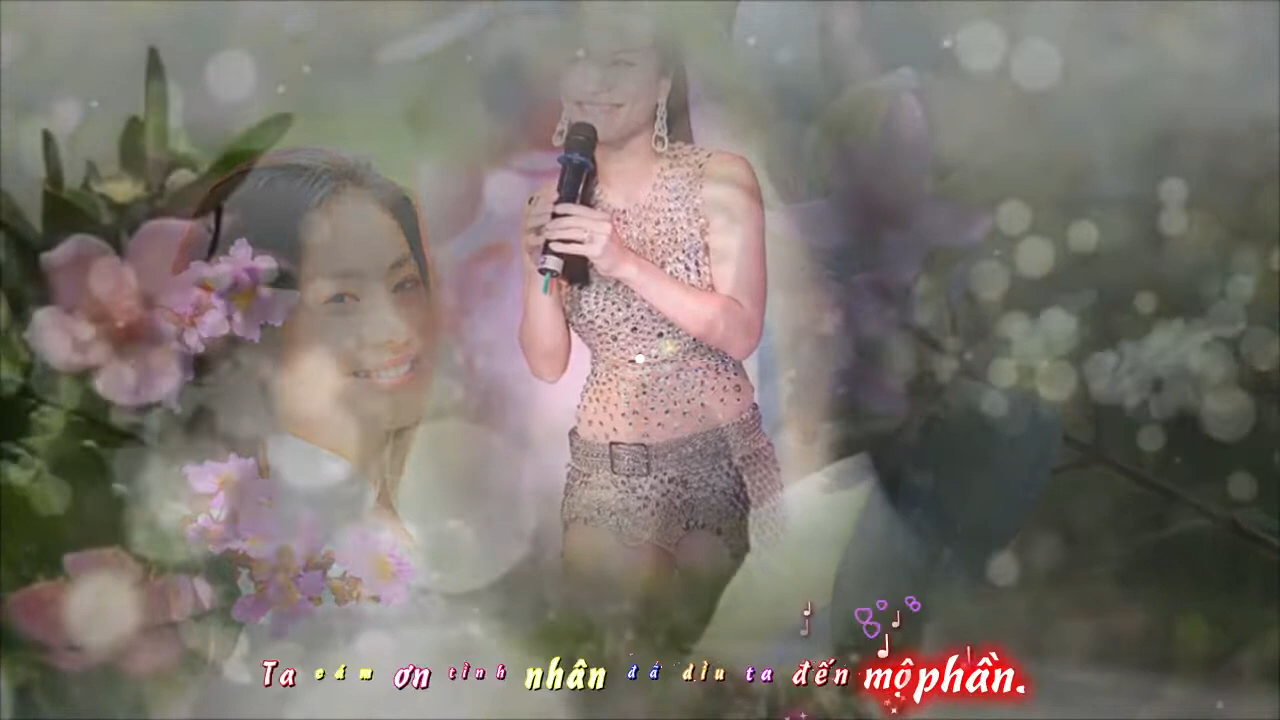 Ta cám ơn tình nhân đã dìu ta đến mộ phần.